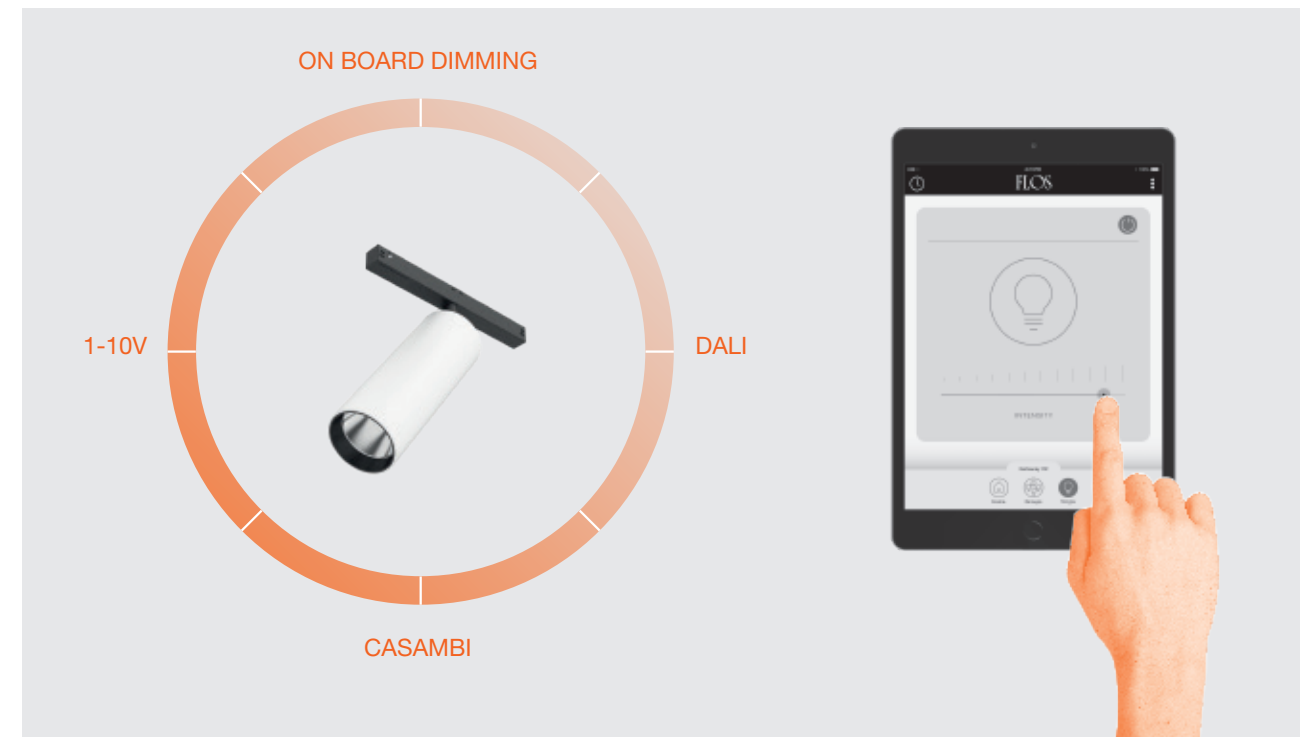 ON BOARD DIMMING
1-10V
DALI
CASAMBI
FLOS
INTENSITY